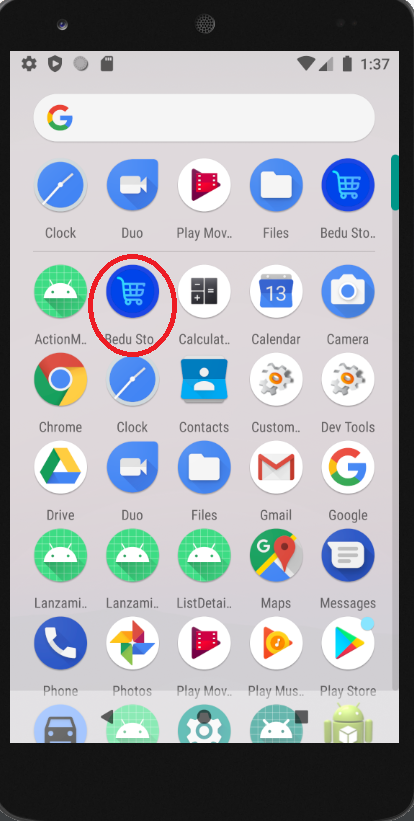 1:37
G
Clock Duo Play Mov.. Files Bedu Sto..
13
ActionM.. Bedu Sto.. Calculat.. Calendar Camera
Chrome Clock Contacts Custom.. Dev Tools
G
Drive Duo Files Gmail Google
G
Lanzami.. Lanzami.. ListDetai.. Maps Messages
Phone Photos Play Mov.. Play Mus.. Play Store